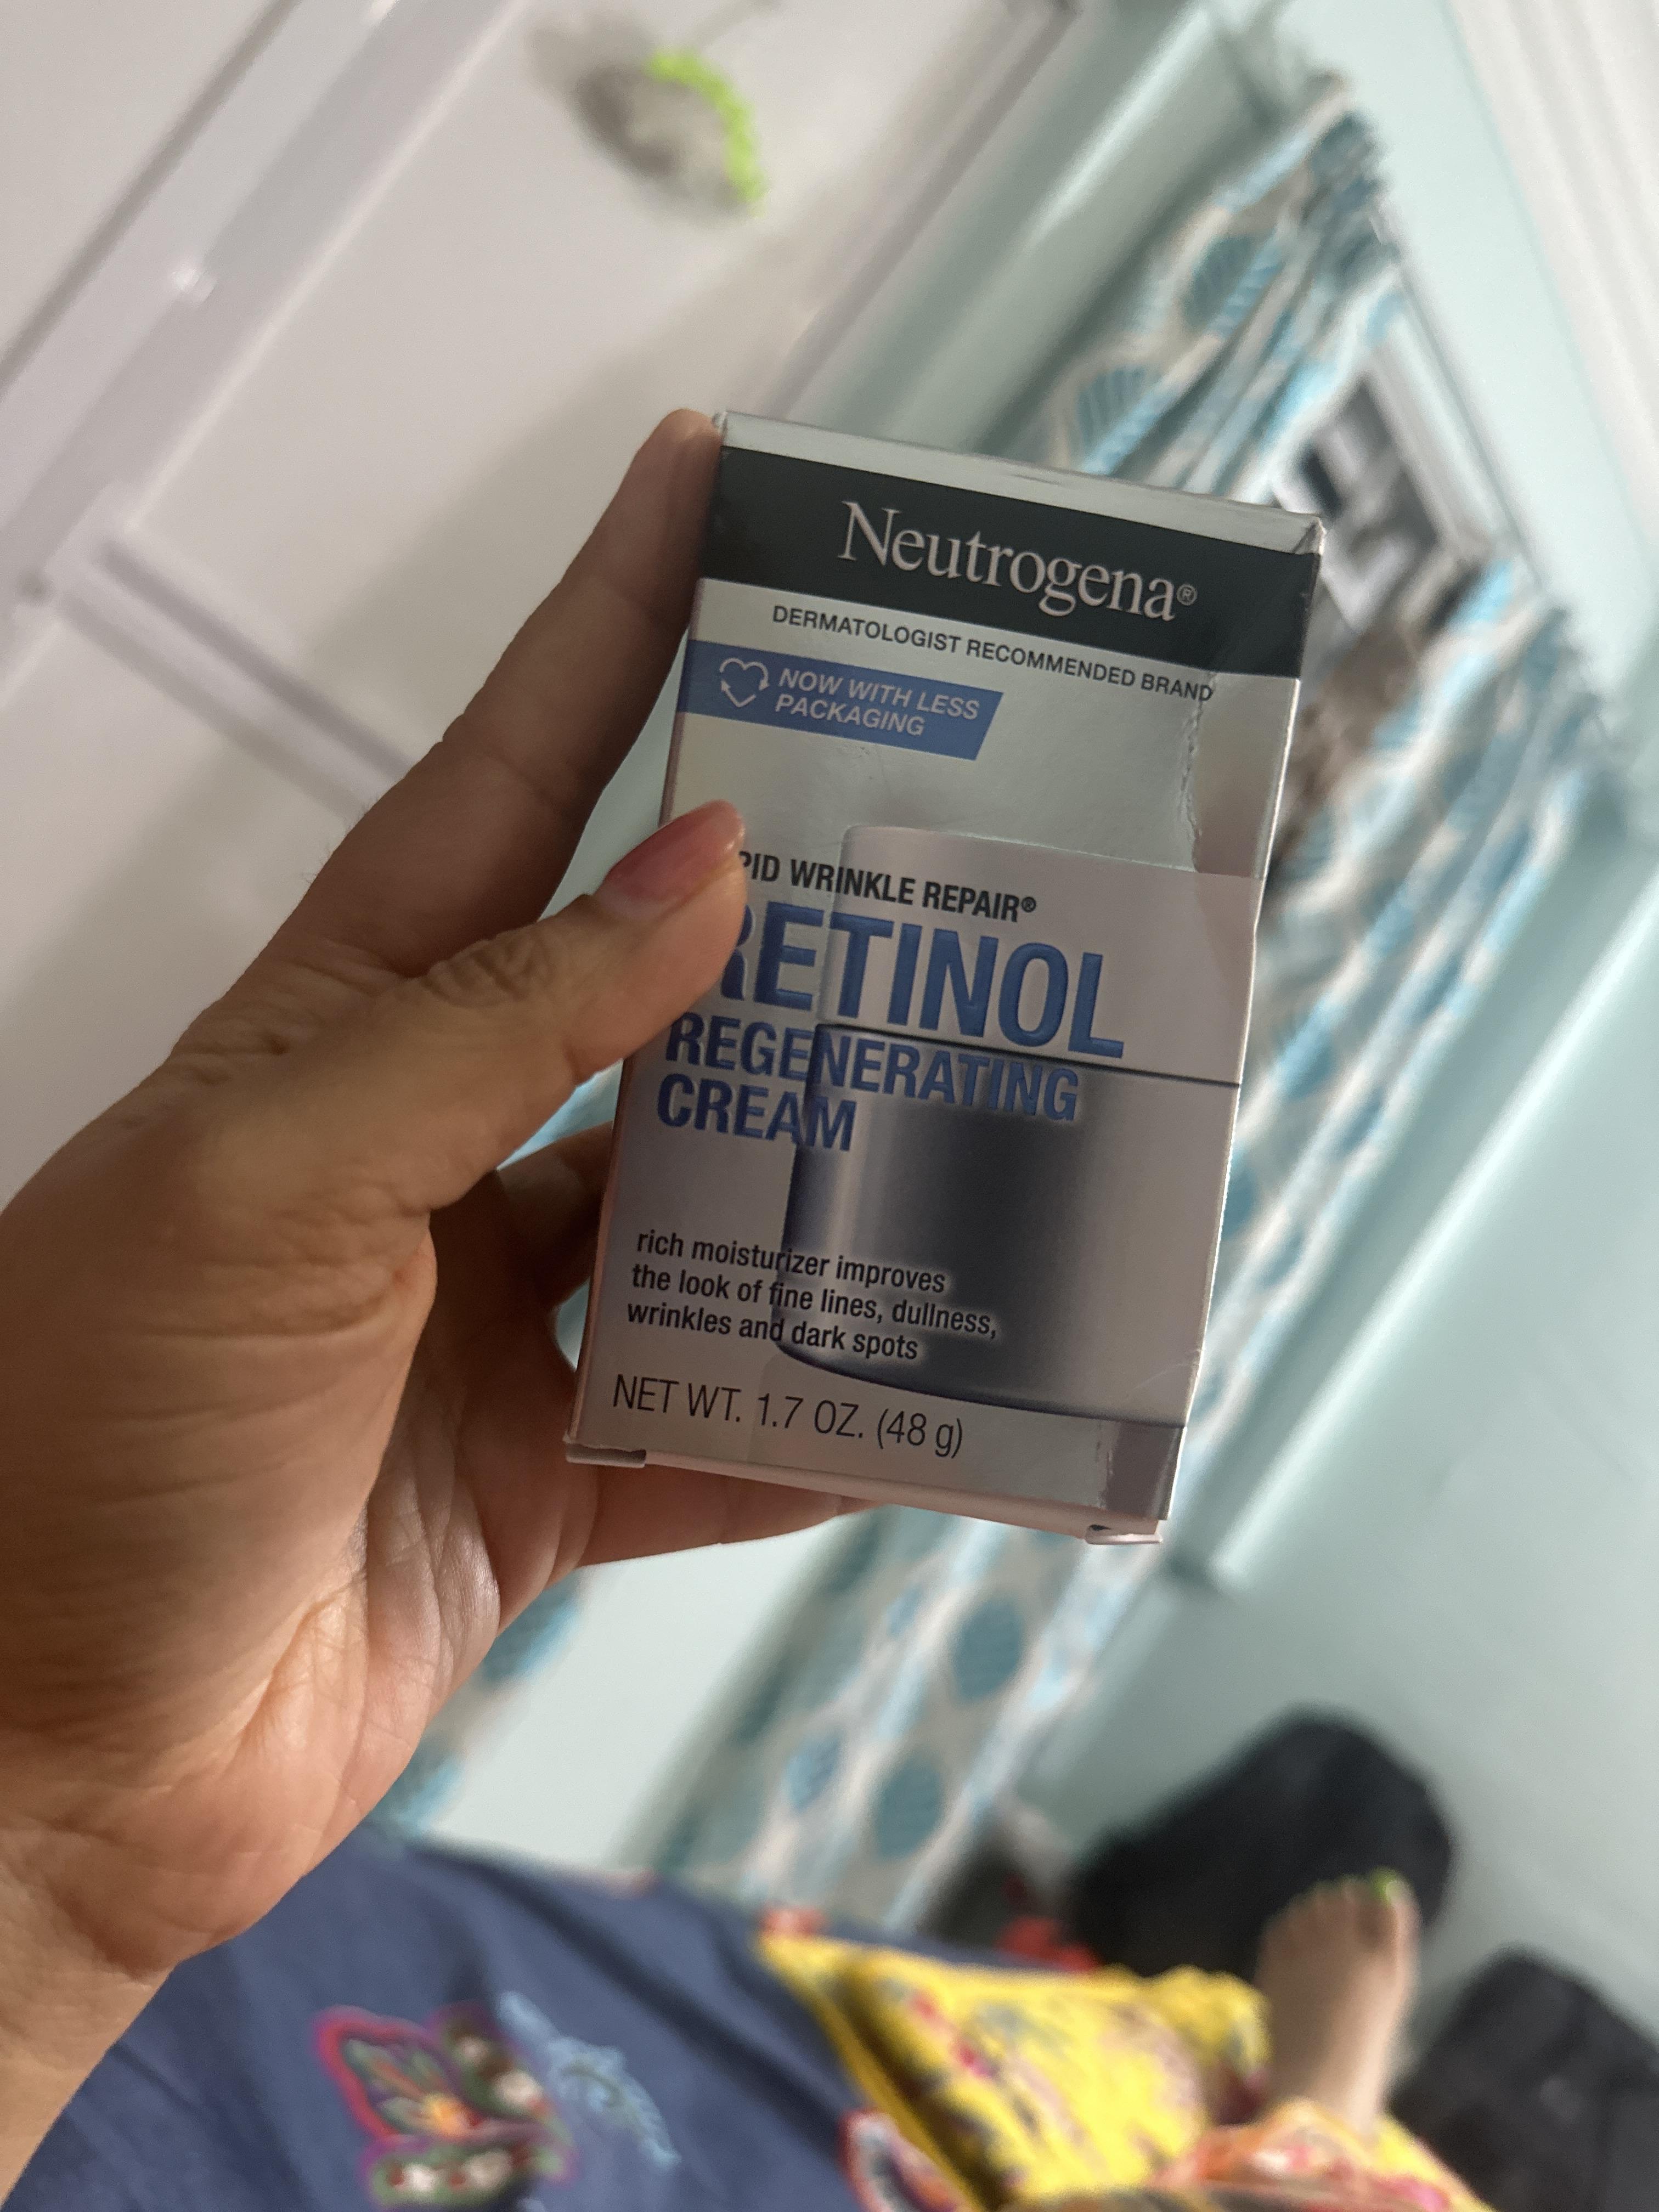 Neutrogena®
DERMATOLOGIST RECOMMENDED BRAND
NOW WITH LESS
PACKAGING
PID WRINKLE REPAIR®
RETINOL
REGENERATING
CREAM
rich moisturizer improves
the look of fine lines, dullness,
wrinkles and dark spots
NET WT. 1.7 OZ. (48 g)